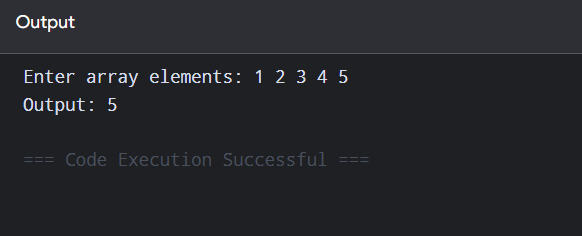 Output
Enter array elements: 1 2 3 4 5
Output: 5
=== Code Execution Successful ===